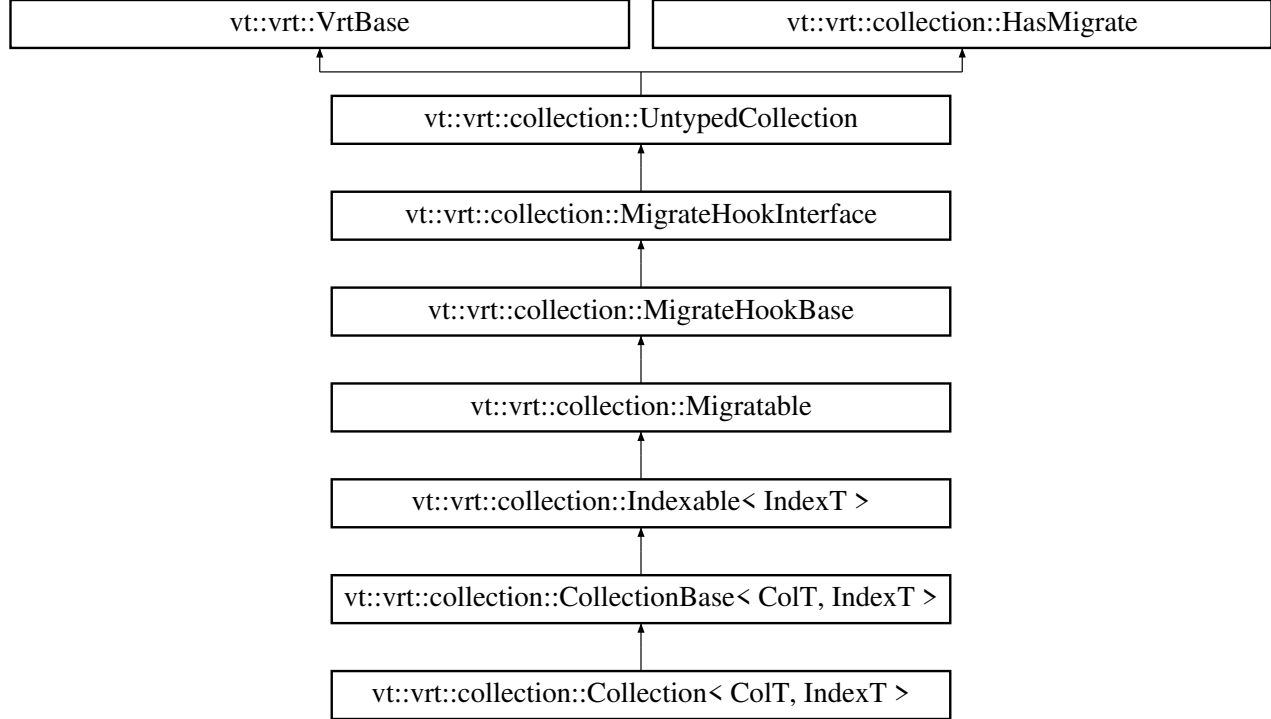 vt::vrt::VrtBase
vt::vrt::collection::HasMigrate
vt::vrt::collection::UntypedCollection
vt::vrt::collection::MigrateHookInterface
vt::vrt::collection::MigrateHookBase
vt::vrt::collection::Migratable
vt::vrt::collection::Indexable< IndexT >
vt::vrt::collection::CollectionBase< ColT, IndexT >
vt::vrt::collection::Collection< ColT, IndexT >